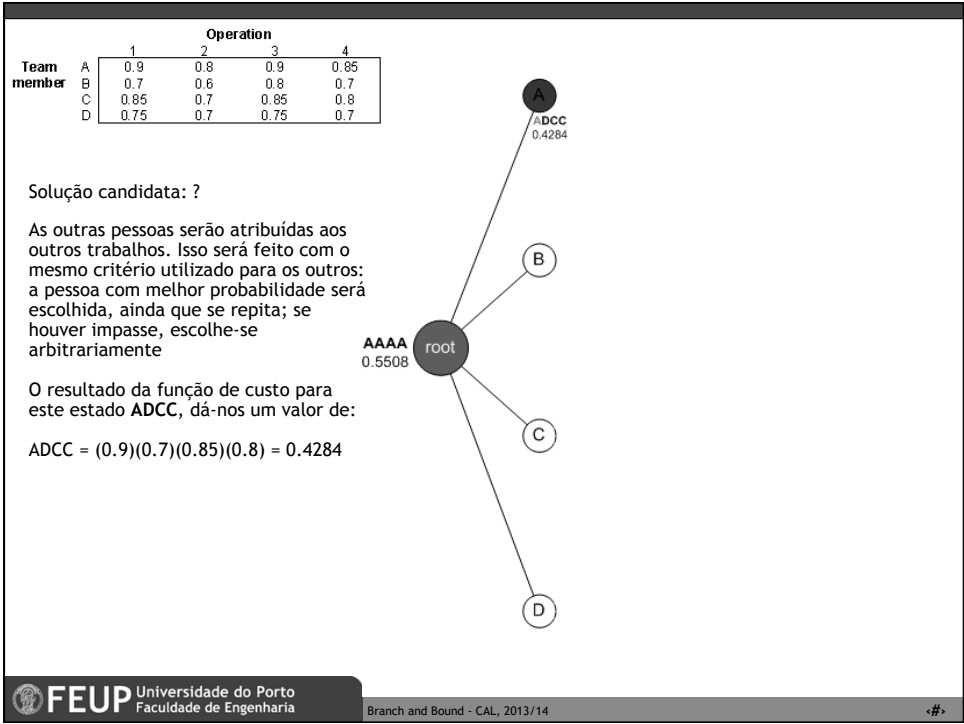 Operation
1 2 3 4
Team member
A 0.9 0.8 0.9 0.85
B 0.7 0.6 0.8 0.7
C 0.85 0.7 0.85 0.8
D 0.75 0.7 0.75 0.7
Solução candidata: ?
As outras pessoas serão atribuídas aos
outros trabalhos. Isso será feito com o
mesmo critério utilizado para os outros:
a pessoa com melhor probabilidade será
escolhida, ainda que se repita; se
houver impasse, escolhe-se
arbitrariamente
O resultado da função de custo para
este estado ADCC, dá-nos um valor de:
ADCC = (0.9)(0.7)(0.85)(0.8) = 0.4284
A
ADCC
0.4284
B
AAAA
0.5508
root
C
D
FEUP Universidade do Porto
Faculdade de Engenharia
Branch and Bound - CAL, 2013/14
‹#›